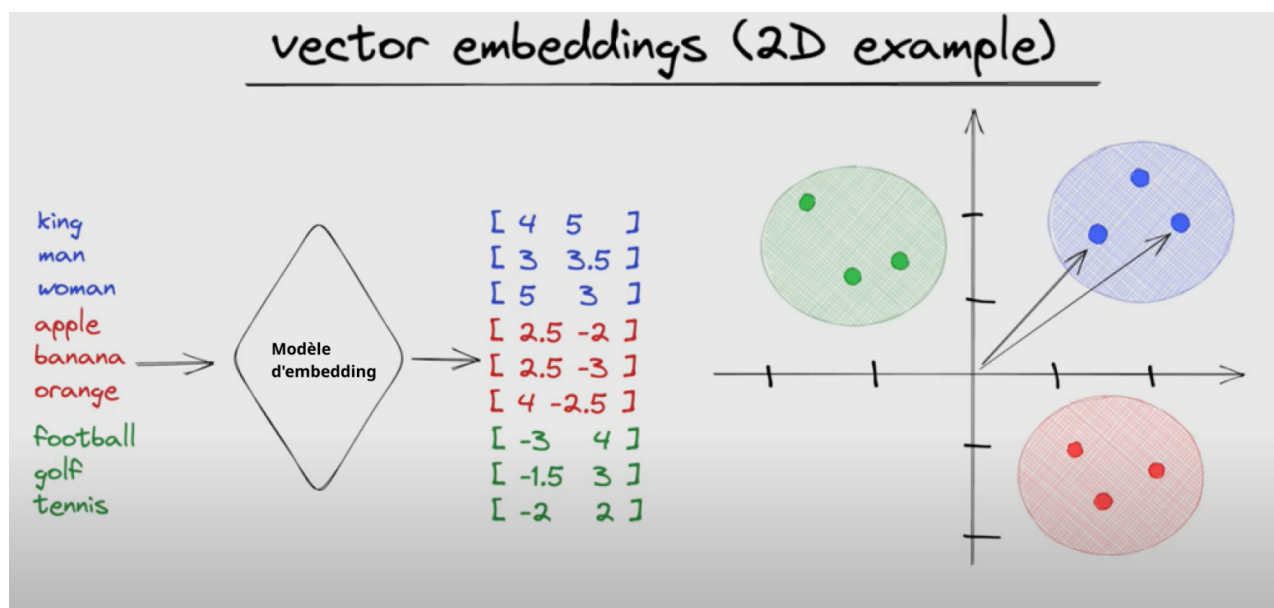 vector embeddings (2D example)
king
man
woman
apple
banana
orange
football
golf
tennis
Modèle
d'embedding
[ 4 5 ]
[ 3 3.5 ]
[ 5 3 ]
[ 2.5 -2 ]
[ 2.5 -3 ]
[ 4 -2.5 ]
[ -3 4 ]
[ -1.5 3 ]
[ -2 2 ]